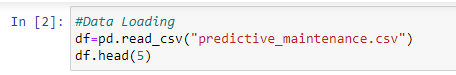 In [2]: #Data Loading
df=pd.read_csv("predictive_maintenance.csv")
df.head(5)